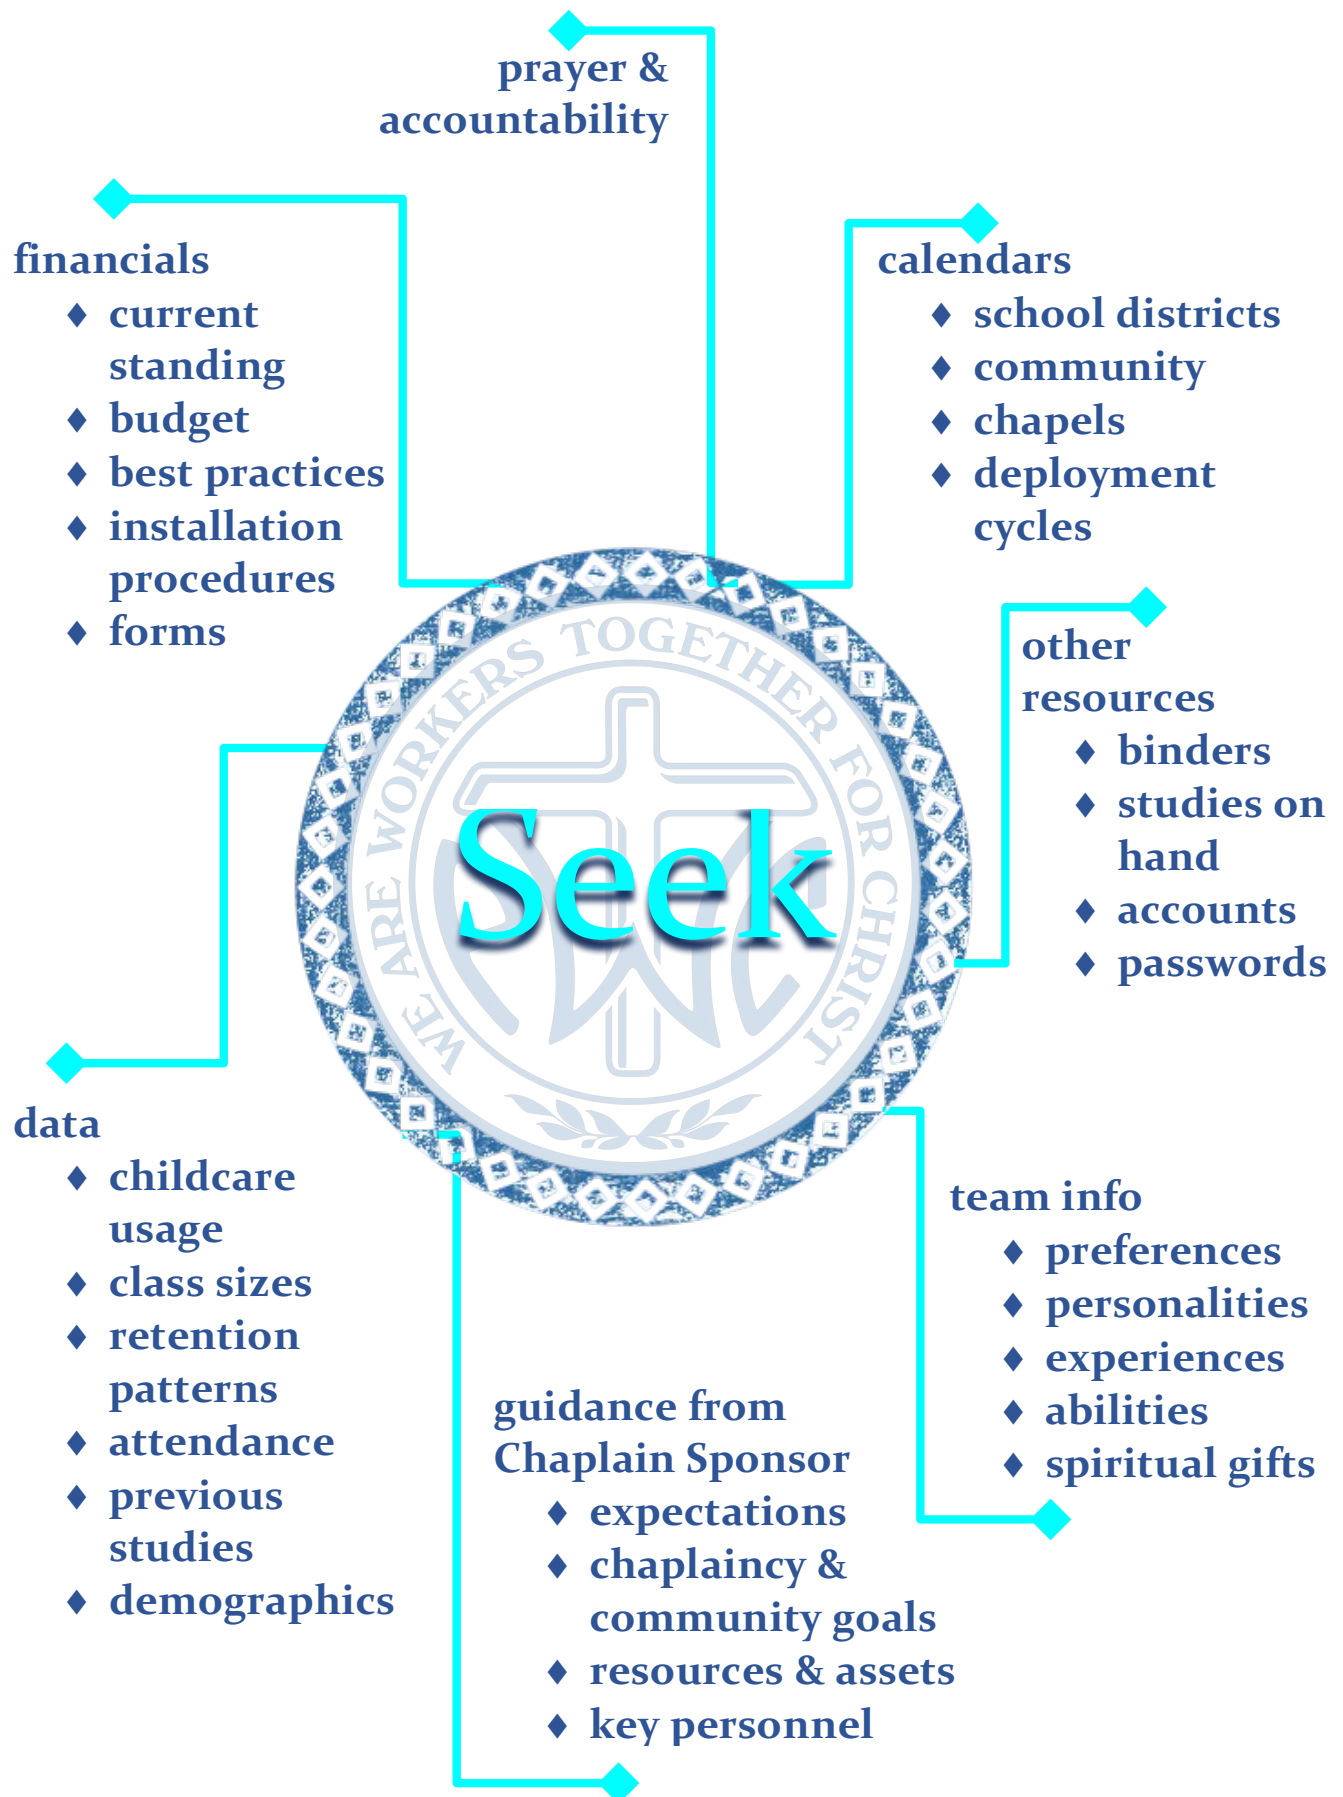 prayer &
accountability
financials
♦ current
standing
♦ budget
♦ best practices
♦ installation
procedures
♦ forms
calendars
♦ school districts
♦ community
♦ chapels
♦ deployment
cycles
other
resources
♦ binders
♦ studies on
hand
♦ accounts
♦ passwords
WE ARE WORKERS TOGETHER FOR CHRIST
PWC
Seek
data
♦ childcare
usage
♦ class sizes
♦ retention
patterns
♦ attendance
♦ previous
studies
♦ demographics
team info
♦ preferences
♦ personalities
♦ experiences
♦ abilities
♦ spiritual gifts
guidance from
Chaplain Sponsor
♦ expectations
♦ chaplaincy &
community goals
♦ resources & assets
♦ key personnel